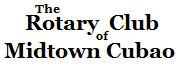 The
Rotary Club
of
Midtown Cubao